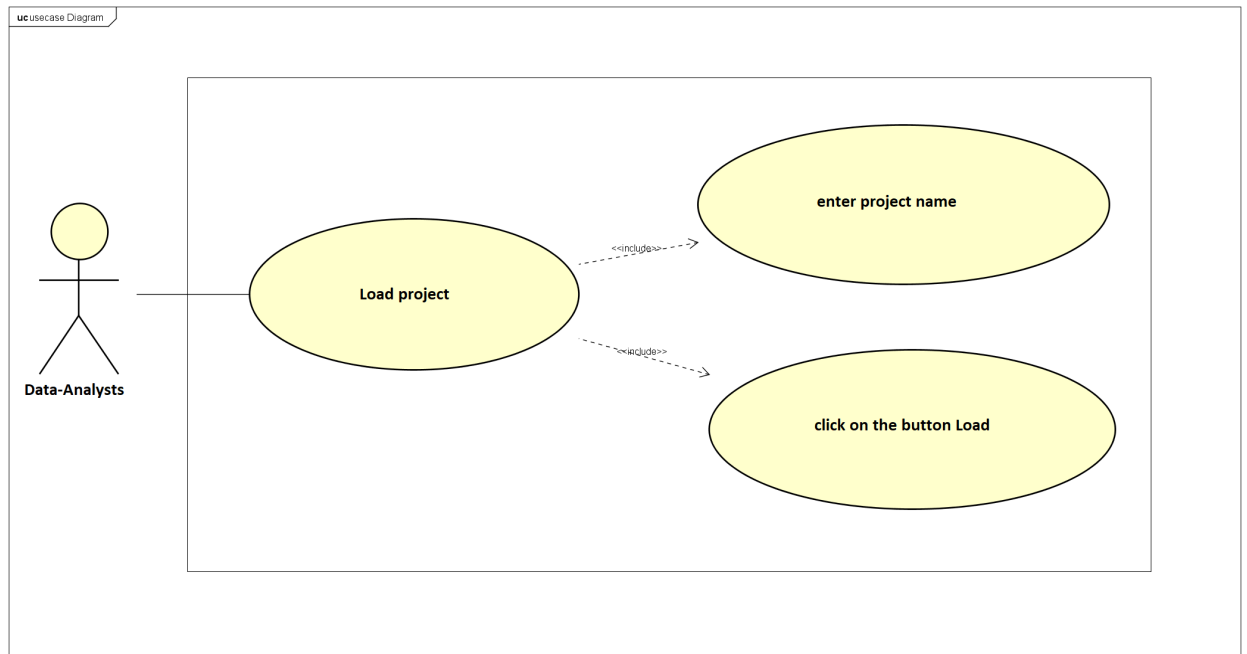 uc usecase Diagram
enter project name
<<include>>
Load project
<<include>>
Data-Analysts
click on the button Load